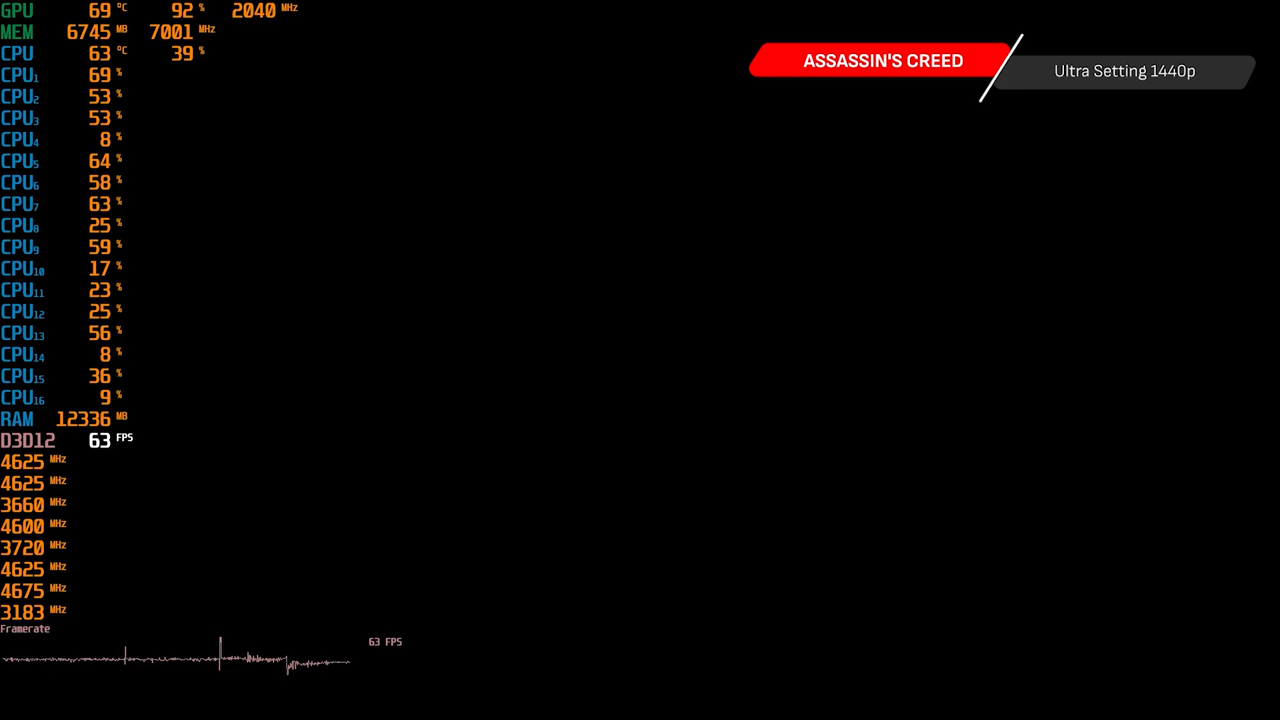 GPU 69 °C 92 % 2040 MHz
MEM 6745 MB 7001 MHz
CPU 63 °C 39 %
CPU1 69 %
CPU2 53 %
CPU3 53 %
CPU4 8 %
CPU5 64 %
CPU6 58 %
CPU7 63 %
CPU8 25 %
CPU9 59 %
CPU10 17 %
CPU11 23 %
CPU12 25 %
CPU13 56 %
CPU14 8 %
CPU15 36 %
CPU16 9 %
RAM 12336 MB
D3D12 63 FPS
4625 MHz
4625 MHz
3660 MHz
4600 MHz
3720 MHz
4625 MHz
4675 MHz
3183 MHz
Framerate
63 FPS
ASSASSIN'S CREED
Ultra Setting 1440p